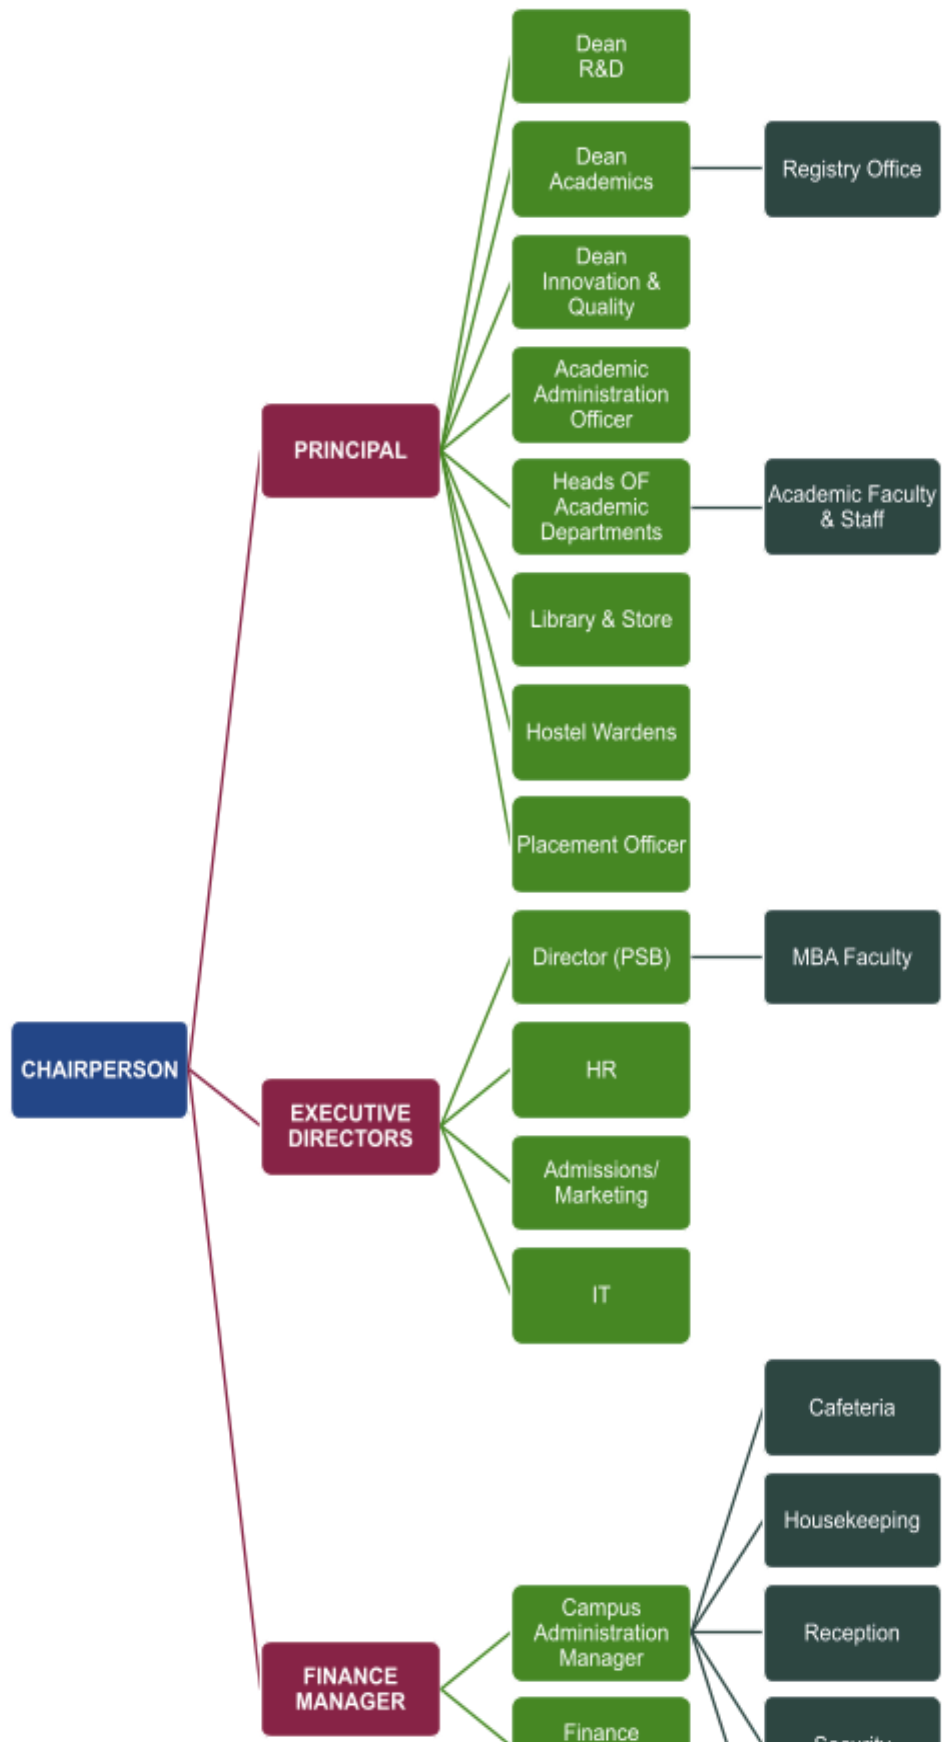 Dean
R&D
Dean
Academics
Registry Office
Dean
Innovation &
Quality
Academic
Administration
Officer
PRINCIPAL
Heads OF
Academic
Departments
Academic Faculty
& Staff
Library & Store
Hostel Wardens
Placement Officer
Director (PSB)
MBA Faculty
CHAIRPERSON
HR
EXECUTIVE
DIRECTORS
Admissions/
Marketing
IT
Cafeteria
Housekeeping
Campus
Administration
Manager
Reception
FINANCE
MANAGER
Finance
Security